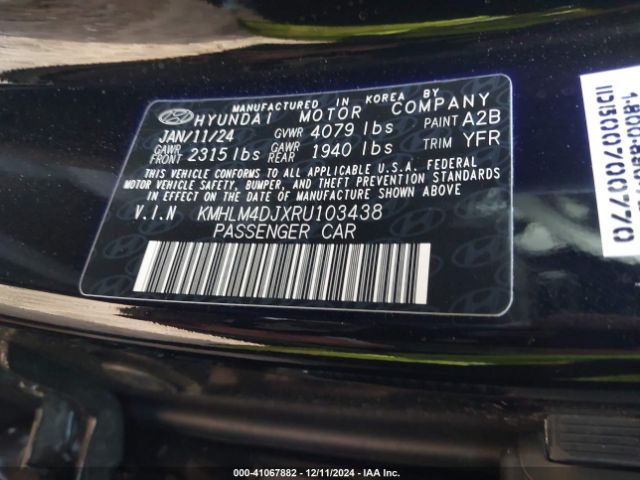 MANUFACTURED IN KOREA BY
HYUNDAI MOTOR COMPANY
JAN/11/24 GVWR 4079 lbs PAINT A2B
GAWR FRONT 2315 lbs GAWR REAR 1940 lbs TRIM YFR
THIS VEHICLE CONFORMS TO ALL APPLICABLE U.S.A. FEDERAL
MOTOR VEHICLE SAFETY, BUMPER, AND THEFT PREVENTION STANDARDS
IN EFFECT ON THE DATE OF MANUFACTURE SHOWN ABOVE
V.I.N KMHLM4DJXRU103438
PASSENGER CAR
000-41067882 - 12/11/2024 - IAA Inc.